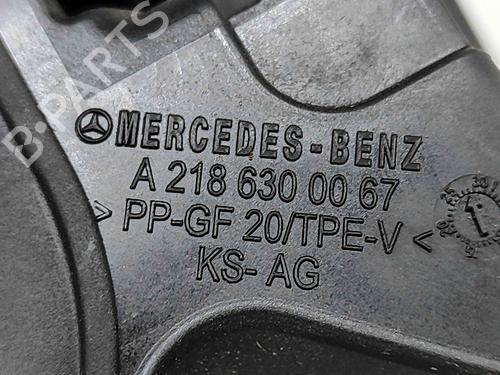 B-PARTS
MERCEDES-BENZ
A 218 630 00 67
> PP-GF 20/TPE-V <
KS-AG